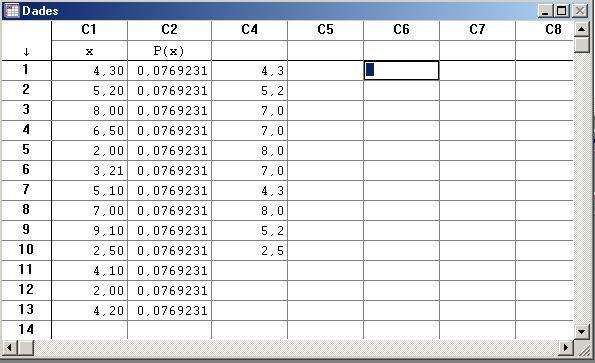 Dades
C1 C2 C4 C5 C6 C7 C8
↓ x P(x)
1 4,30 0,0769231 4,3
2 5,20 0,0769231 5,2
3 8,00 0,0769231 7,0
4 6,50 0,0769231 7,0
5 2,00 0,0769231 8,0
6 3,21 0,0769231 7,0
7 5,10 0,0769231 4,3
8 7,00 0,0769231 8,0
9 9,10 0,0769231 5,2
10 2,50 0,0769231 2,5
11 4,10 0,0769231
12 2,00 0,0769231
13 4,20 0,0769231
14